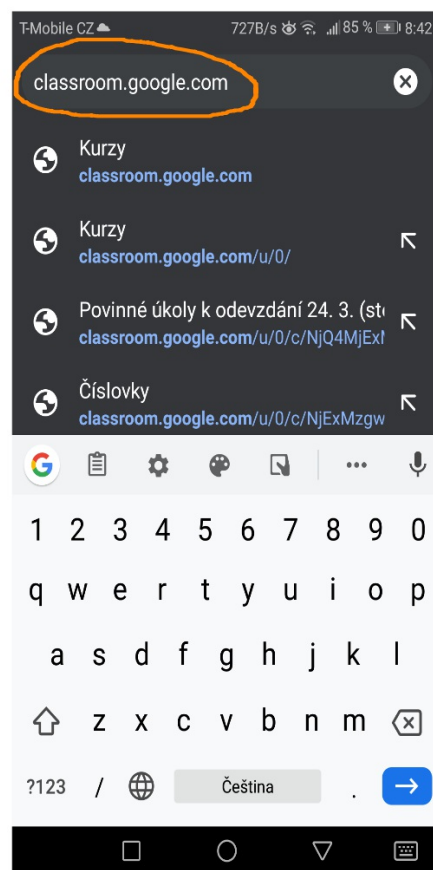 T-Mobile CZ 727B/s 85 % 8:42
classroom.google.com
Kurzy
classroom.google.com
Kurzy
classroom.google.com/u/0/
Povinné úkoly k odevzdání 24. 3. (st
classroom.google.com/u/0/c/NjQ4MjEx
Číslovky
classroom.google.com/u/0/c/NjExMzgw
G
1 2 3 4 5 6 7 8 9 0
q w e r t y u i o p
a s d f g h j k l
z x c v b n m
?123 / Čeština .